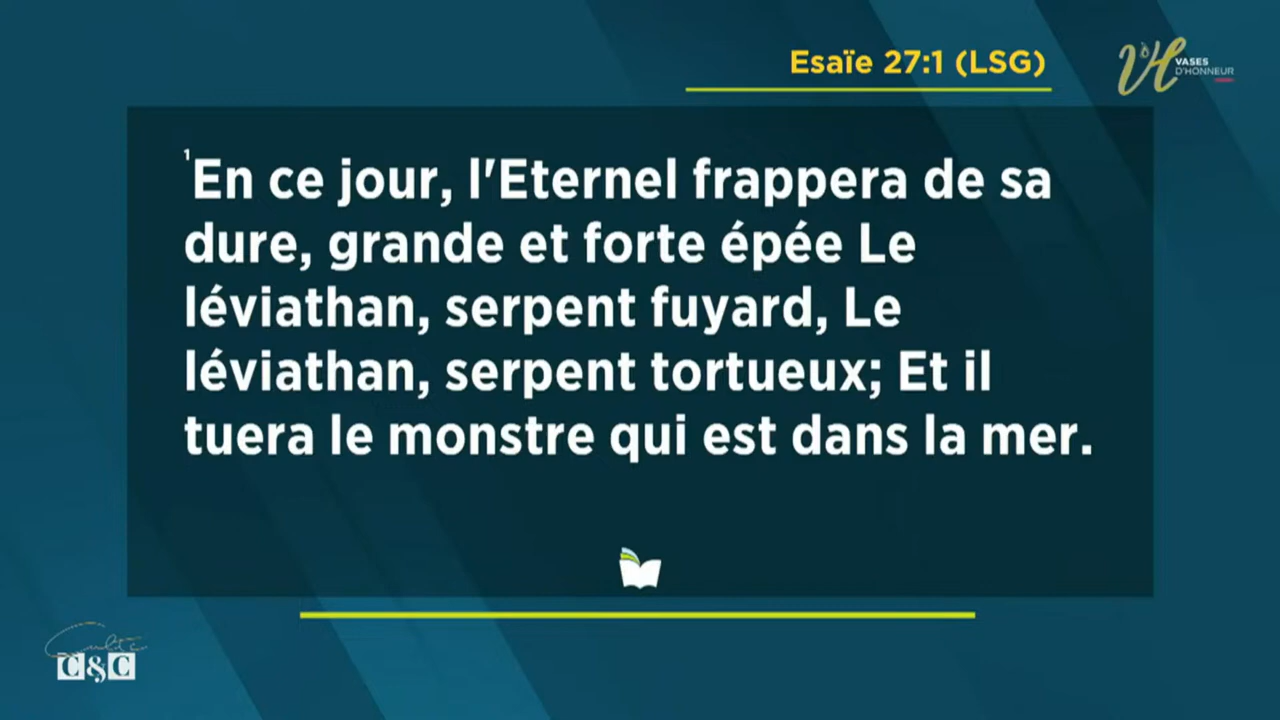 Esaïe 27:1 (LSG)
VASES
D'HONNEUR
1En ce jour, l'Eternel frappera de sa
dure, grande et forte épée Le
léviathan, serpent fuyard, Le
léviathan, serpent tortueux; Et il
tuera le monstre qui est dans la mer.
Culte
C&C